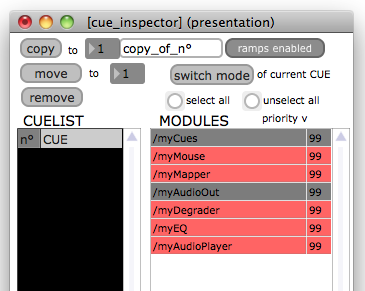 [cue_inspector] (presentation)
copy to 1 copy_of_n° ramps enabled
move to 1 switch mode of current CUE
remove select all unselect all
CUELIST MODULES priority v
n° CUE
/myCues 99
/myMouse 99
/myMapper 99
/myAudioOut 99
/myDegrader 99
/myEQ 99
/myAudioPlayer 99